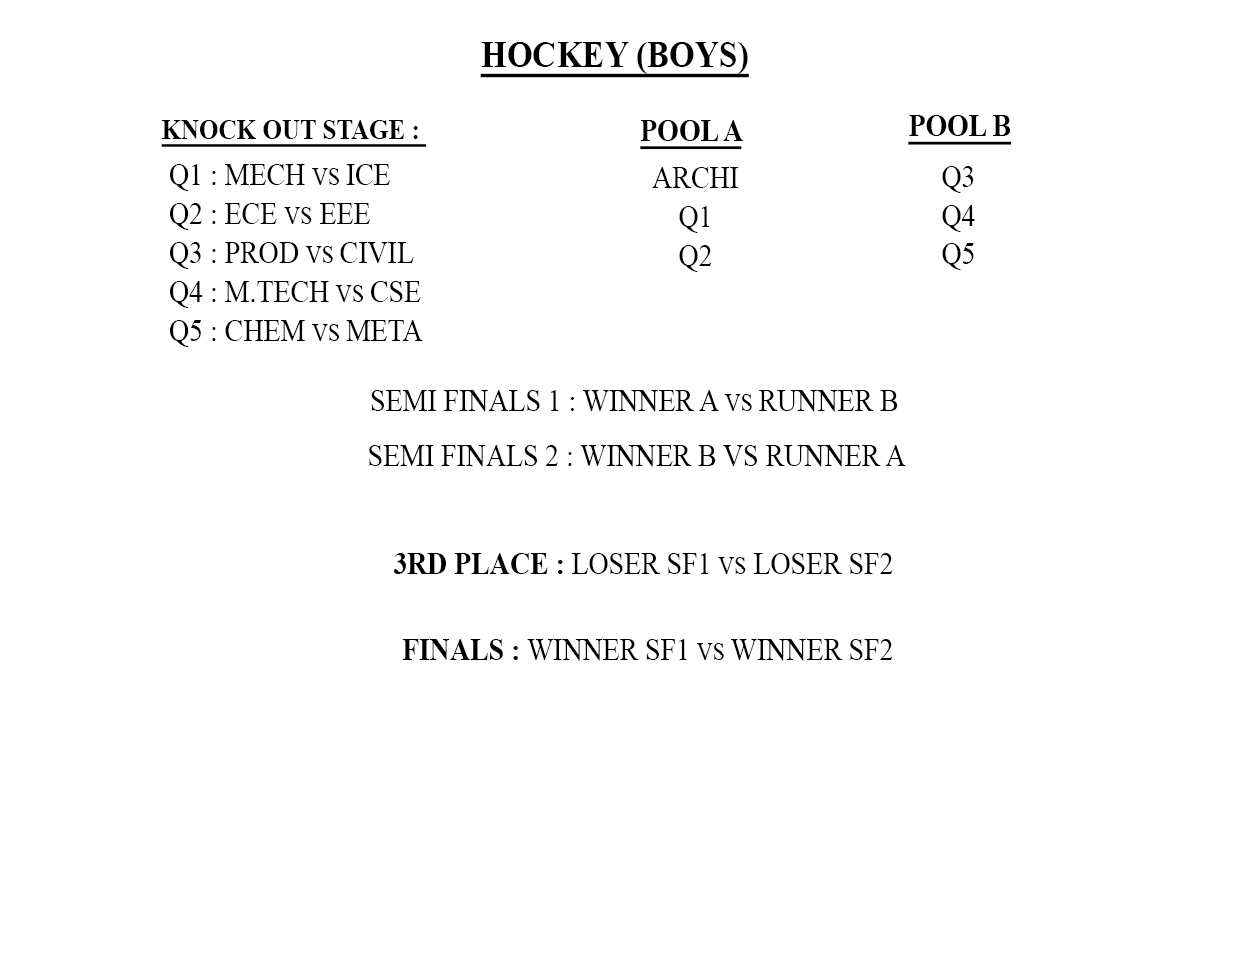 HOCKEY (BOYS)
KNOCK OUT STAGE :
Q1 : MECH VS ICE
Q2 : ECE VS EEE
Q3 : PROD VS CIVIL
Q4 : M.TECH VS CSE
Q5 : CHEM VS META
POOL A
ARCHI
Q1
Q2
POOL B
Q3
Q4
Q5
SEMI FINALS 1 : WINNER A VS RUNNER B
SEMI FINALS 2 : WINNER B VS RUNNER A
3RD PLACE : LOSER SF1 VS LOSER SF2
FINALS : WINNER SF1 VS WINNER SF2